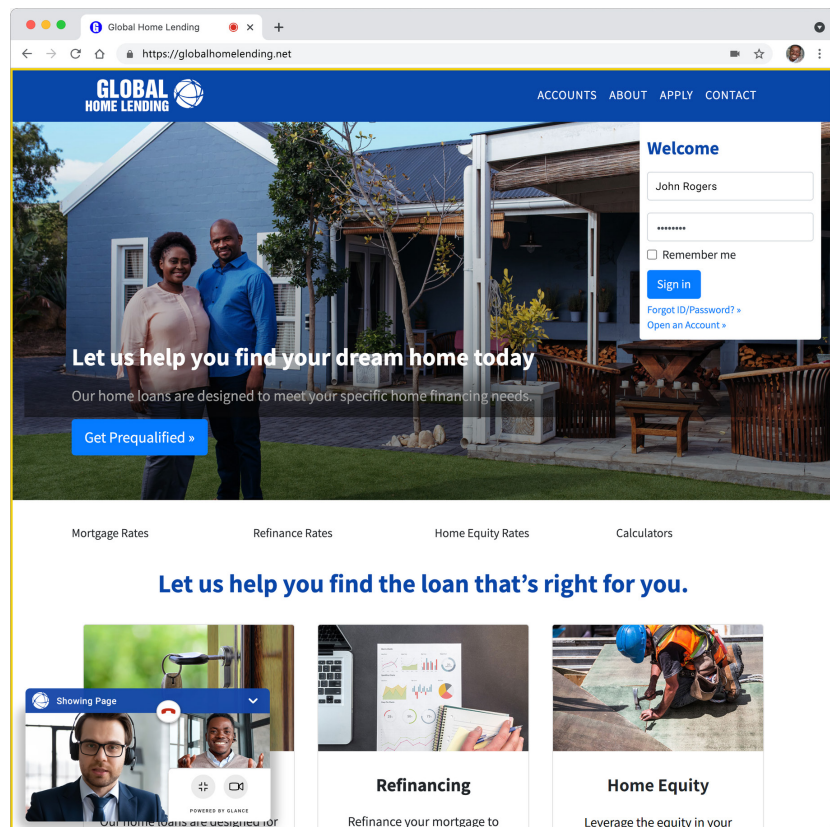 Global Home Lending
https://globalhomelending.net
GLOBAL
HOME LENDING
ACCOUNTS ABOUT APPLY CONTACT
Welcome
John Rogers
••••••••
Remember me
Sign in
Forgot ID/Password? »
Open an Account »
Let us help you find your dream home today
Our home loans are designed to meet your specific home financing needs.
Get Prequalified »
Mortgage Rates Refinance Rates Home Equity Rates Calculators
Let us help you find the loan that’s right for you.
Showing Page
POWERED BY GLANCE
Our home loans are designed for
Refinancing
Refinance your mortgage to
Home Equity
Leverage the equity in your